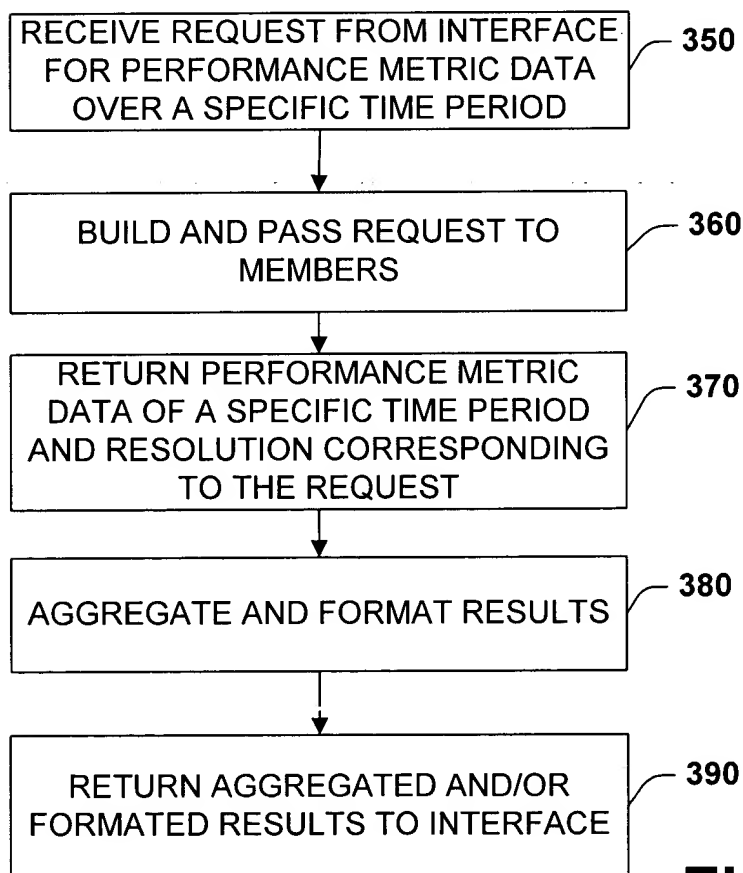 RECEIVE REQUEST FROM INTERFACE
FOR PERFORMANCE METRIC DATA
OVER A SPECIFIC TIME PERIOD
350
BUILD AND PASS REQUEST TO
MEMBERS
360
RETURN PERFORMANCE METRIC
DATA OF A SPECIFIC TIME PERIOD
AND RESOLUTION CORRESPONDING
TO THE REQUEST
370
AGGREGATE AND FORMAT RESULTS
380
RETURN AGGREGATED AND/OR
FORMATED RESULTS TO INTERFACE
390